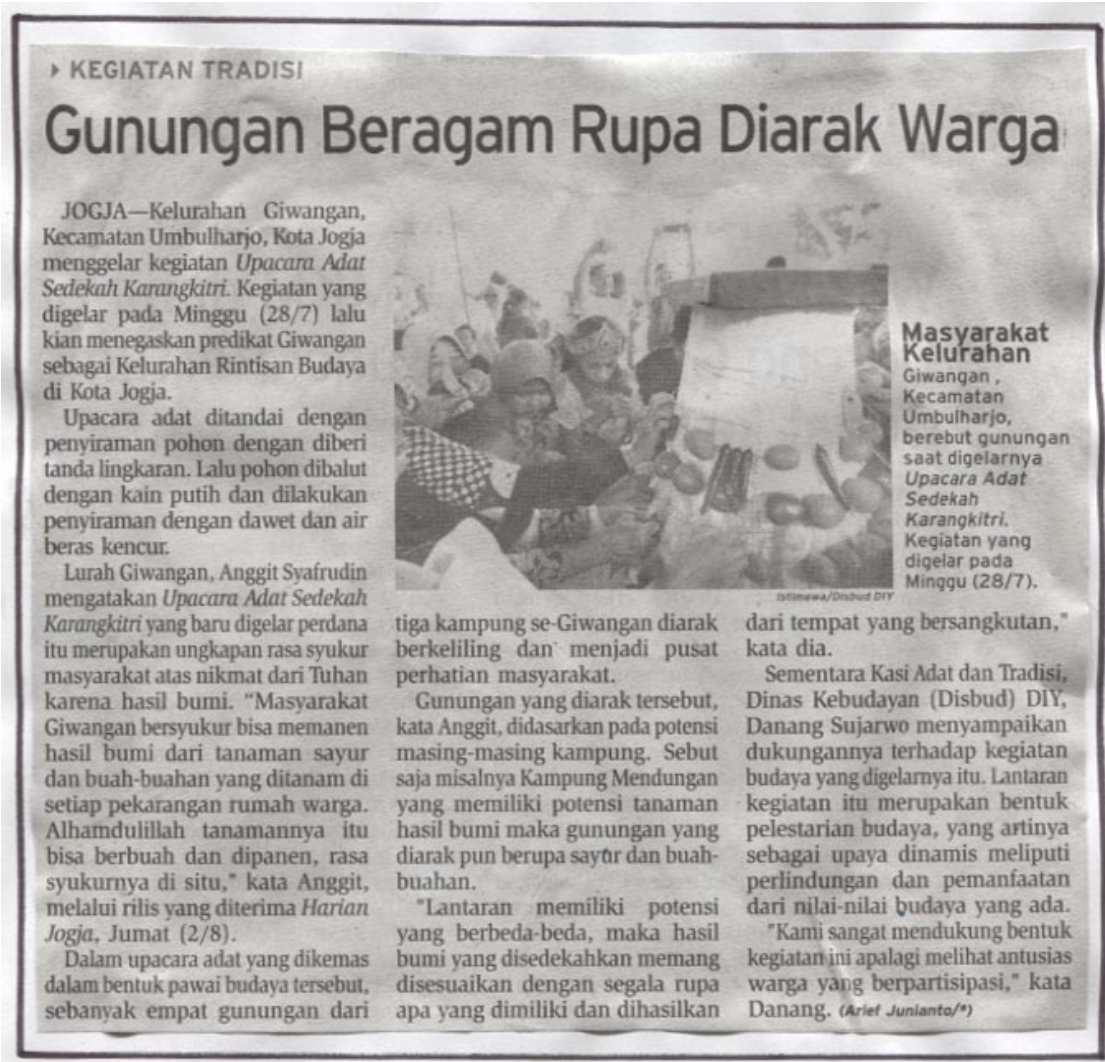 KEGIATAN TRADISI
Gunungan Beragam Rupa Diarak Warga
JOGJA—Kelurahan Giwangan,
Kecamatan Umbulharjo, Kota Jogja
menggelar kegiatan Upacara Adat
Sedekah Karangkitri. Kegiatan yang
digelar pada Minggu (28/7) lalu
kian menegaskan predikat Giwangan
sebagai Kelurahan Rintisan Budaya
di Kota Jogja.
Upacara adat ditandai dengan
penyiraman pohon dengan diberi
tanda lingkaran. Lalu pohon dibalut
dengan kain putih dan dilakukan
penyiraman dengan dawet dan air
beras kencur.
Lurah Giwangan, Anggit Syafrudin
mengatakan Upacara Adat Sedekah
Karangkitri yang baru digelar perdana
itu merupakan ungkapan rasa syukur
masyarakat atas nikmat dari Tuhan
karena hasil bumi. “Masyarakat
Giwangan bersyukur bisa memanen
hasil bumi dari tanaman sayur
dan buah-buahan yang ditanam di
setiap pekarangan rumah warga.
Alhamdulillah tanamannya itu
bisa berbuah dan dipanen, rasa
syukurnya di situ," kata Anggit,
melalui rilis yang diterima Harian
Jogja, Jumat (2/8).
Dalam upacara adat yang dikemas
dalam bentuk pawai budaya tersebut,
sebanyak empat gunungan dari
Masyarakat
Kelurahan
Giwangan ,
Kecamatan
Umbulharjo,
berebut gunungan
saat digelarnya
Upacara Adat
Sedekah
Karangkitri.
Kegiatan yang
digelar pada
Minggu (28/7).
Istimewa/Disbud DIY
tiga kampung se-Giwangan diarak
berkeliling dan menjadi pusat
perhatian masyarakat.
Gunungan yang diarak tersebut,
kata Anggit, didasarkan pada potensi
masing-masing kampung. Sebut
saja misalnya Kampung Mendungan
yang memiliki potensi tanaman
hasil bumi maka gunungan yang
diarak pun berupa sayur dan buah-
buahan.
"Lantaran memiliki potensi
yang berbeda-beda, maka hasil
bumi yang disedekahkan memang
disesuaikan dengan segala rupa
apa yang dimiliki dan dihasilkan
dari tempat yang bersangkutan,"
kata dia.
Sementara Kasi Adat dan Tradisi,
Dinas Kebudayan (Disbud) DIY,
Danang Sujarwo menyampaikan
dukungannya terhadap kegiatan
budaya yang digelarnya itu. Lantaran
kegiatan itu merupakan bentuk
pelestarian budaya, yang artinya
sebagai upaya dinamis meliputi
perlindungan dan pemanfaatan
dari nilai-nilai budaya yang ada.
"Kami sangat mendukung bentuk
kegiatan ini apalagi melihat antusias
warga yang berpartisipasi," kata
Danang. (Arief Junianto/*)